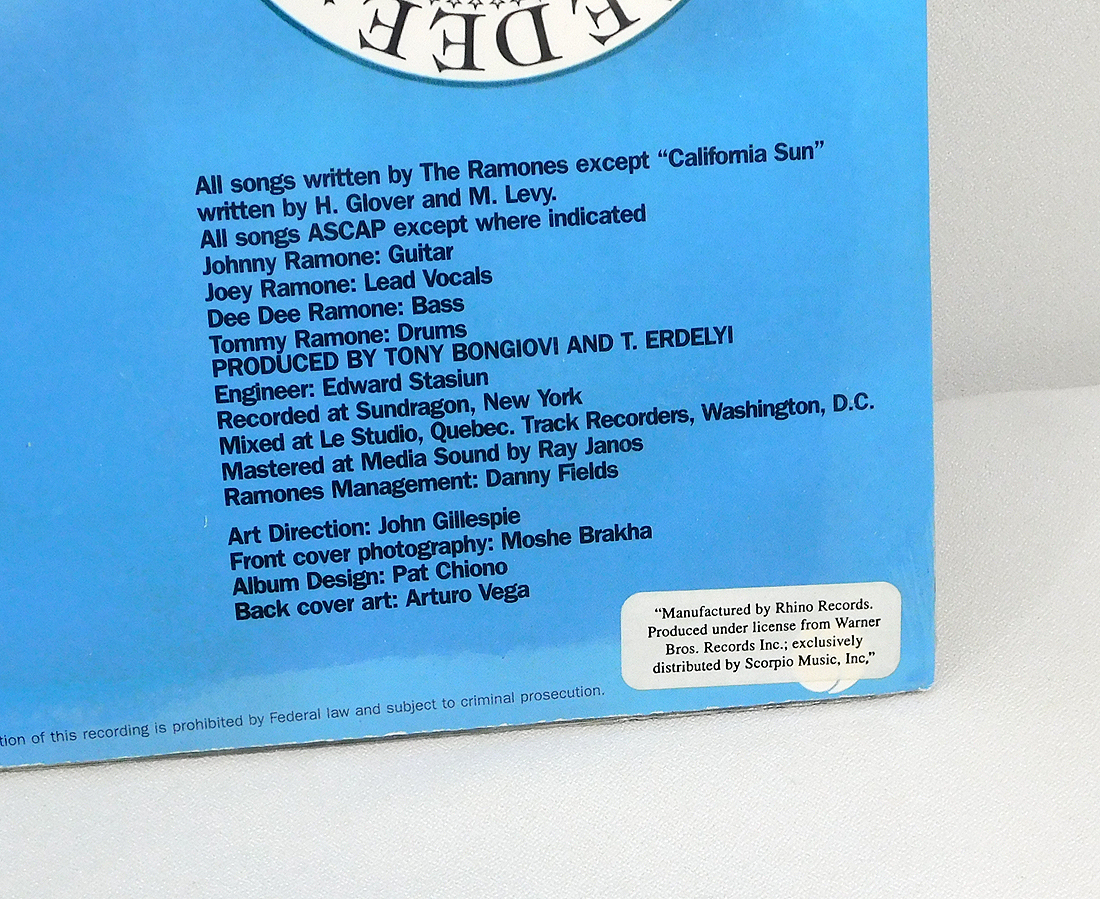 E DEE
All songs written by The Ramones except “California Sun”
written by H. Glover and M. Levy.
All songs ASCAP except where indicated
Johnny Ramone: Guitar
Joey Ramone: Lead Vocals
Dee Dee Ramone: Bass
Tommy Ramone: Drums
PRODUCED BY TONY BONGIOVI AND T. ERDELYI
Engineer: Edward Stasiun
Recorded at Sundragon, New York
Mixed at Le Studio, Quebec. Track Recorders, Washington, D.C.
Mastered at Media Sound by Ray Janos
Ramones Management: Danny Fields
Art Direction: John Gillespie
Front cover photography: Moshe Brakha
Album Design: Pat Chiono
Back cover art: Arturo Vega
“Manufactured by Rhino Records.
Produced under license from Warner
Bros. Records Inc.; exclusively
distributed by Scorpio Music, Inc,”
tion of this recording is prohibited by Federal law and subject to criminal prosecution.